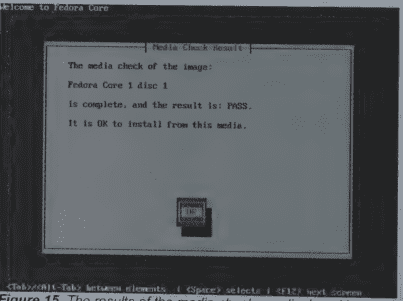 Welcome to Fedora Core
Media Check Result
The media check of the image:
Fedora Core 1 disc 1
is complete, and the result is: PASS.
It is OK to install from this media.
OK
<Tab>/<Alt-Tab> between elements | <Space> selects | <F12> next screen
Figure 15. The results of the media check